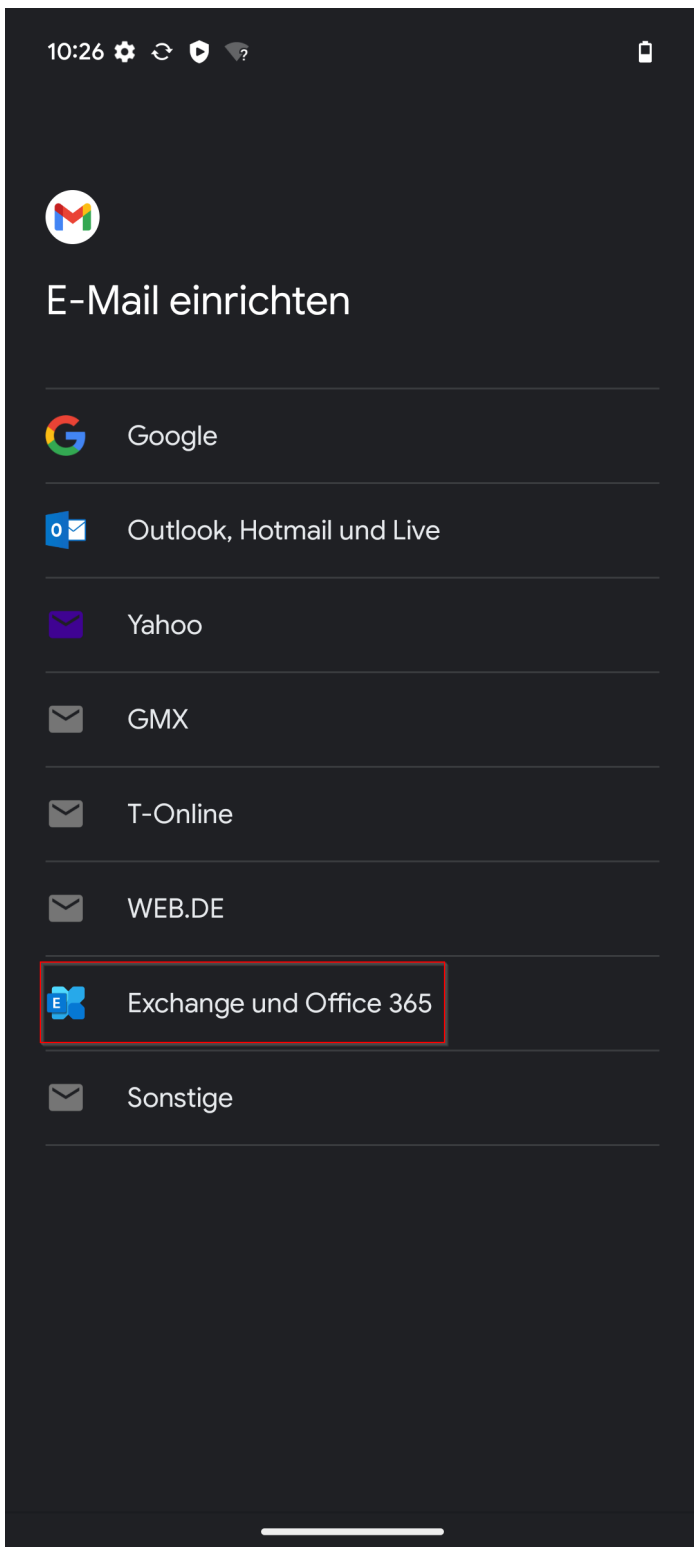 10:26
E-Mail einrichten
Google
Outlook, Hotmail und Live
Yahoo
GMX
T-Online
WEB.DE
Exchange und Office 365
Sonstige